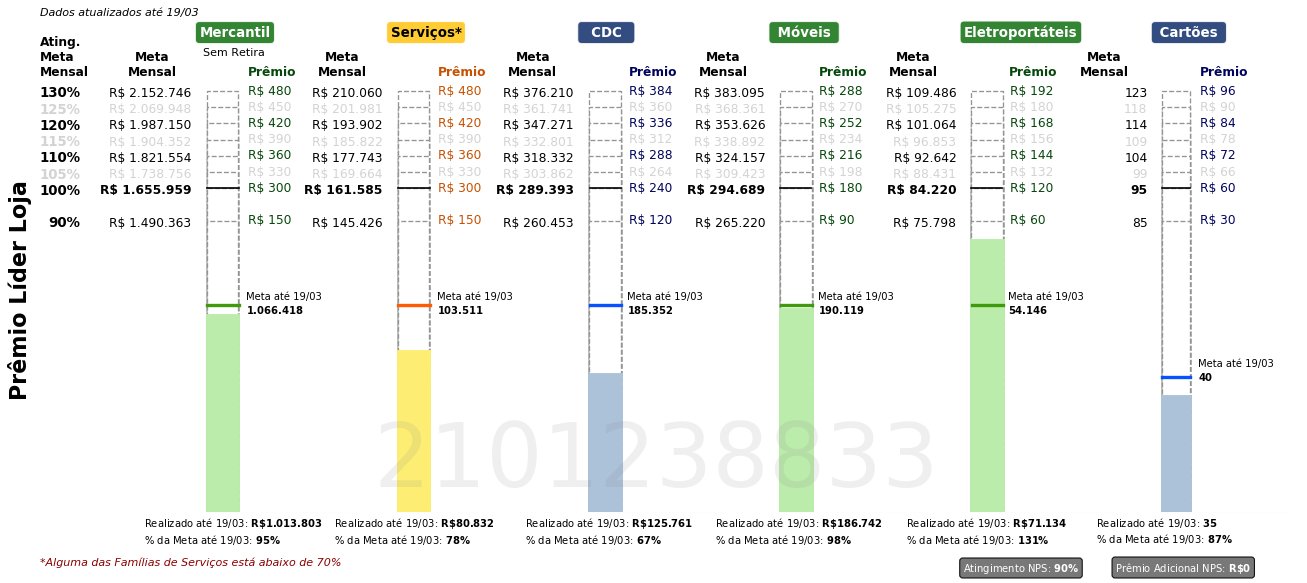 Dados atualizados até 19/03
Mercantil Serviços* CDC Móveis Eletroportáteis Cartões
Sem Retira
Ating. Meta Mensal Meta Mensal Prêmio Meta Mensal Prêmio Meta Mensal Prêmio Meta Mensal Prêmio Meta Mensal Prêmio Meta Mensal Prêmio
130% R$ 2.152.746 R$ 480 R$ 210.060 R$ 480 R$ 376.210 R$ 384 R$ 383.095 R$ 288 R$ 109.486 R$ 192 123 R$ 96
125% R$ 2.069.948 R$ 450 R$ 201.981 R$ 450 R$ 361.741 R$ 360 R$ 368.361 R$ 270 R$ 105.275 R$ 180 118 R$ 90
120% R$ 1.987.150 R$ 420 R$ 193.902 R$ 420 R$ 347.271 R$ 336 R$ 353.626 R$ 252 R$ 101.064 R$ 168 114 R$ 84
115% R$ 1.904.352 R$ 390 R$ 185.822 R$ 390 R$ 332.801 R$ 312 R$ 338.892 R$ 234 R$ 96.853 R$ 156 109 R$ 78
110% R$ 1.821.554 R$ 360 R$ 177.743 R$ 360 R$ 318.332 R$ 288 R$ 324.157 R$ 216 R$ 92.642 R$ 144 104 R$ 72
105% R$ 1.738.756 R$ 330 R$ 169.664 R$ 330 R$ 303.862 R$ 264 R$ 309.423 R$ 198 R$ 88.431 R$ 132 99 R$ 66
100% R$ 1.655.959 R$ 300 R$ 161.585 R$ 300 R$ 289.393 R$ 240 R$ 294.689 R$ 180 R$ 84.220 R$ 120 95 R$ 60
90% R$ 1.490.363 R$ 150 R$ 145.426 R$ 150 R$ 260.453 R$ 120 R$ 265.220 R$ 90 R$ 75.798 R$ 60 85 R$ 30
Prêmio Líder Loja
Meta até 19/03 Meta até 19/03 Meta até 19/03 Meta até 19/03 Meta até 19/03
1.066.418 103.511 185.352 190.119 54.146
Meta até 19/03
40
2101238833
Realizado até 19/03: R$1.013.803 Realizado até 19/03: R$80.832 Realizado até 19/03: R$125.761 Realizado até 19/03: R$186.742 Realizado até 19/03: R$71.134 Realizado até 19/03: 35
% da Meta até 19/03: 95% % da Meta até 19/03: 78% % da Meta até 19/03: 67% % da Meta até 19/03: 98% % da Meta até 19/03: 131% % da Meta até 19/03: 87%
*Alguma das Famílias de Serviços está abaixo de 70%
Atingimento NPS: 90% Prêmio Adicional NPS: R$0